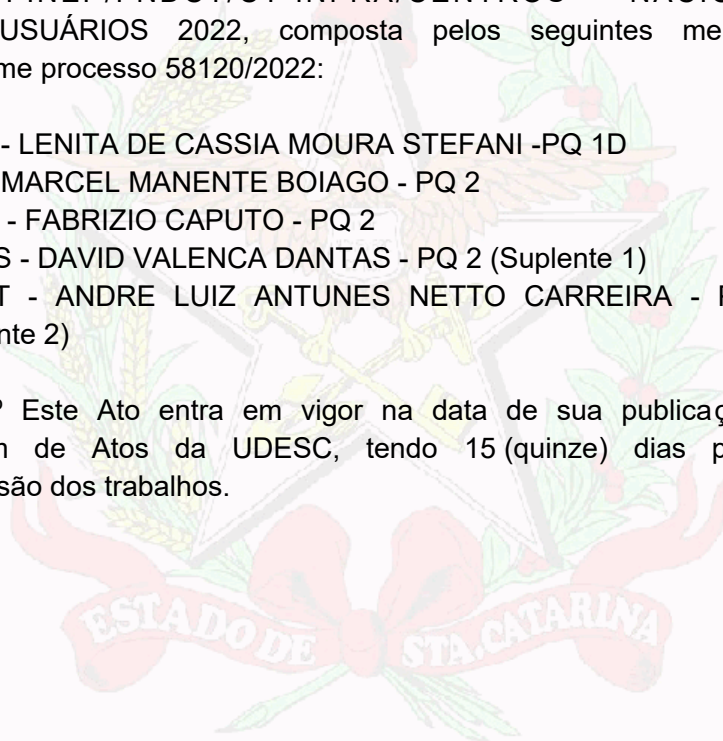 USUÁRIOS 2022, composta pelos seguintes me
me processo 58120/2022:
- LENITA DE CASSIA MOURA STEFANI -PQ 1D
MARCEL MANENTE BOIAGO - PQ 2
- FABRIZIO CAPUTO - PQ 2
S - DAVID VALENCA DANTAS - PQ 2 (Suplente 1)
T - ANDRE LUIZ ANTUNES NETTO CARREIRA -
nte 2)
Este Ato entra em vigor na data de sua publicaç
m de Atos da UDESC, tendo 15 (quinze) dias p
são dos trabalhos.
ESTADO DE STA.CATARINA